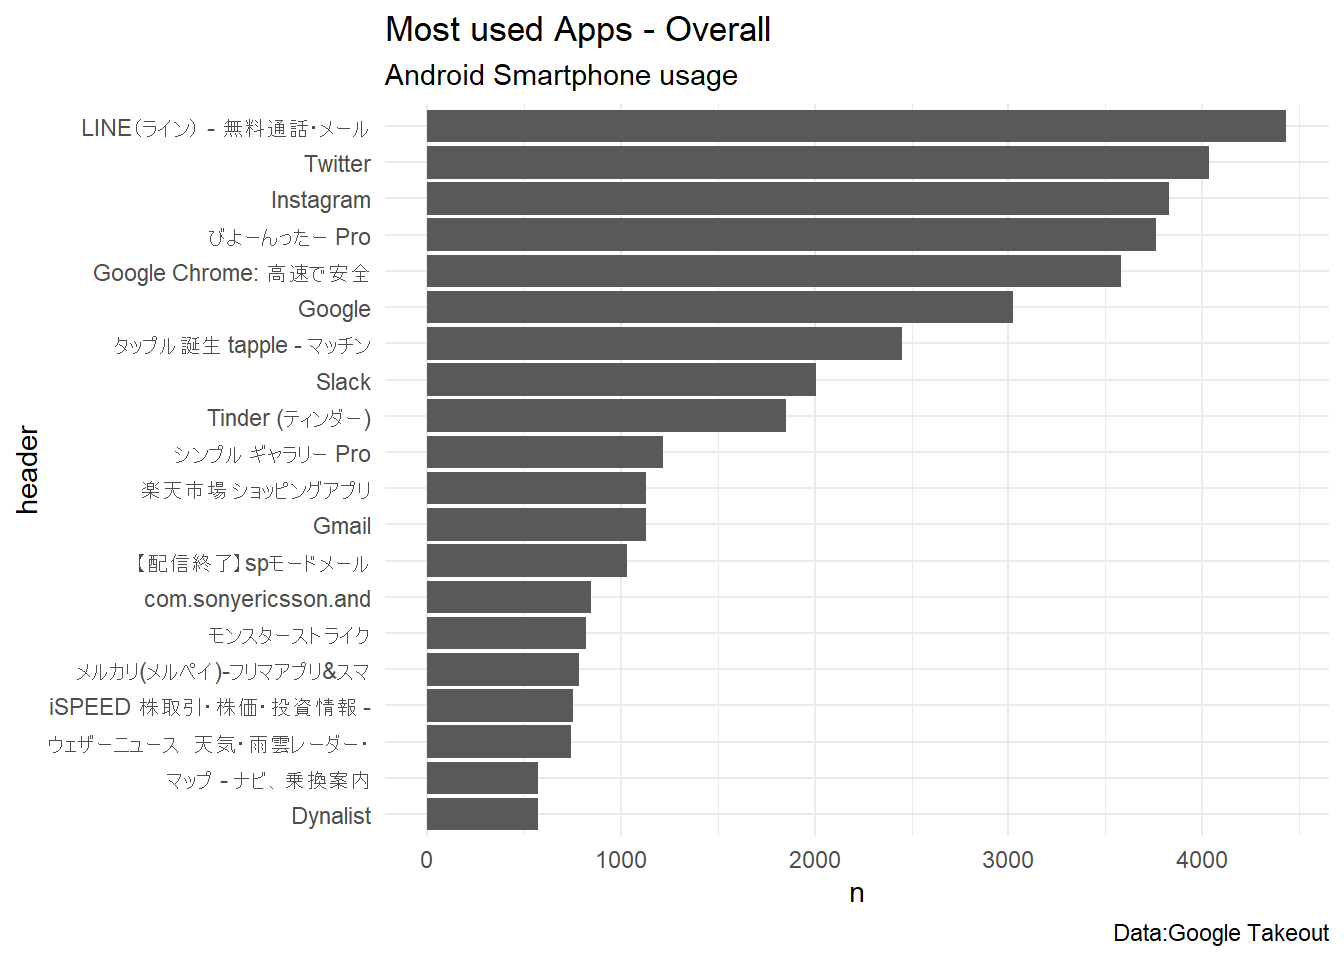 Most used Apps - Overall
Android Smartphone usage
LINE（ライン） - 無料通話・メール
Twitter
Instagram
びよーんったー Pro
Google Chrome: 高速で安全
Google
タップル誕生 tapple - マッチン
Slack
Tinder (ティンダー)
シンプル ギャラリー Pro
楽天市場 ショッピングアプリ
Gmail
【配信終了】spモードメール
com.sonyericsson.and
モンスターストライク
メルカリ(メルペイ)-フリマアプリ&スマ
iSPEED 株取引・株価・投資情報 -
ウェザーニュース　天気・雨雲レーダー・
マップ - ナビ、乗換案内
Dynalist
header
0 1000 2000 3000 4000
n
Data:Google Takeout